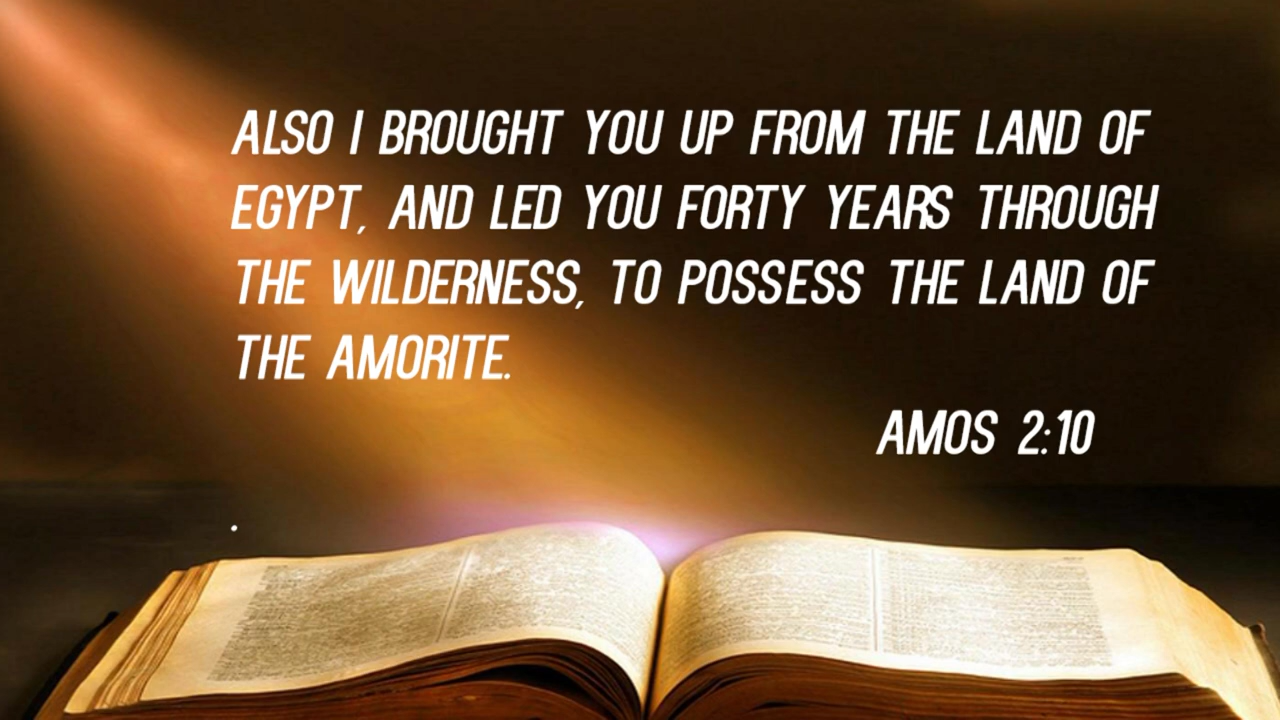 ALSO I BROUGHT YOU UP FROM THE LAND OF
EGYPT, AND LED YOU FORTY YEARS THROUGH
THE WILDERNESS, TO POSSESS THE LAND OF
THE AMORITE.
AMOS 2:10
.